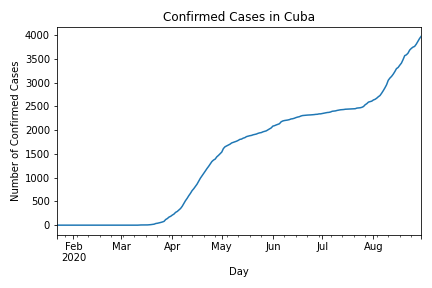 Confirmed Cases in Cuba
Number of Confirmed Cases
4000
3500
3000
2500
2000
1500
1000
500
0
Feb Mar Apr May Jun Jul Aug
2020
Day